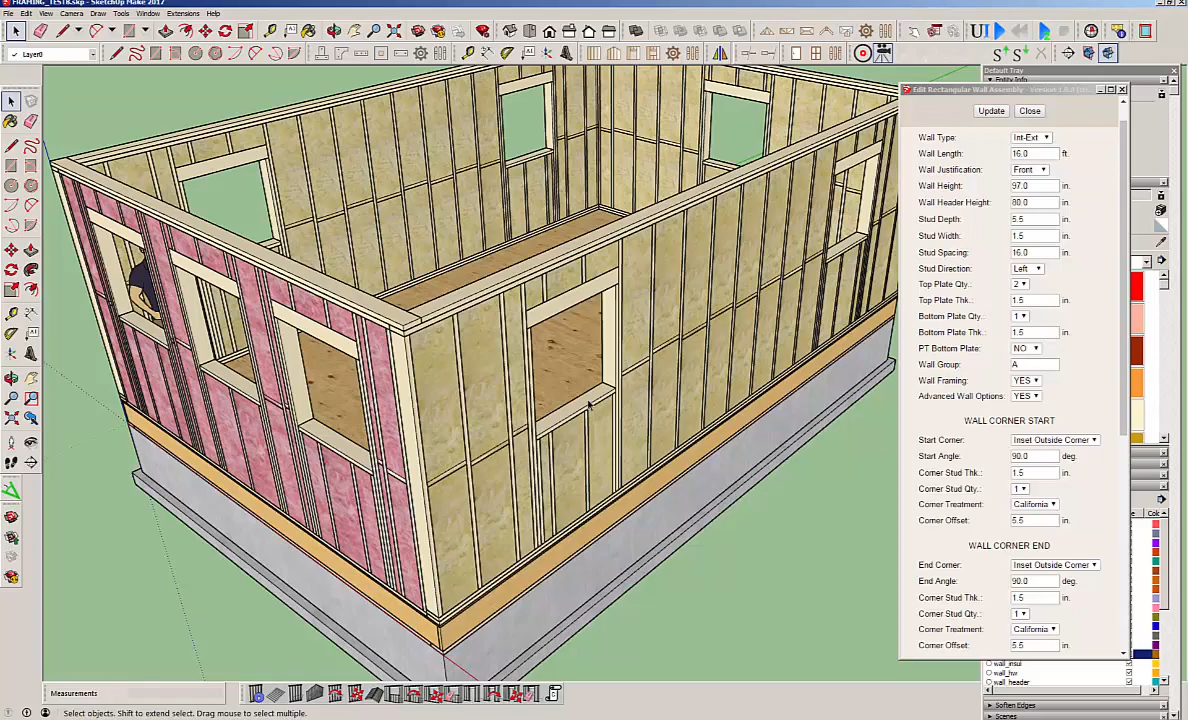 FRAMING_TEST8.skp - SketchUp Make 2017
File Edit View Camera Draw Tools Window Extensions Help
UI
Layer0
Default Tray
Entity Info
Edit Rectangular Wall Assembly - Version
Update Close
Wall Type: Int-Ext
Wall Length: 16.0 ft.
Wall Justification: Front
Wall Height: 97.0 in.
Wall Header Height: 80.0 in.
Stud Depth: 5.5 in.
Stud Width: 1.5 in.
Stud Spacing: 16.0 in.
Stud Direction: Left
Top Plate Qty.: 2
Top Plate Thk.: 1.5 in.
Bottom Plate Qty.: 1
Bottom Plate Thk.: 1.5 in.
PT Bottom Plate: NO
Wall Group: A
Wall Framing: YES
Advanced Wall Options: YES
WALL CORNER START
Start Corner: Inset Outside Corner
Start Angle: 90.0 deg.
Corner Stud Thk.: 1.5 in.
Corner Stud Qty.: 1
Corner Treatment: California
Corner Offset: 5.5 in.
WALL CORNER END
End Corner: Inset Outside Corner
End Angle: 90.0 deg.
Corner Stud Thk.: 1.5 in.
Corner Stud Qty.: 1
Corner Treatment: California
Corner Offset: 5.5 in.
wall_insul
wall_hw
wall_header
Soft Edges
Scenes
Measurements
Select objects. Shift to extend select. Drag mouse to select multiple.